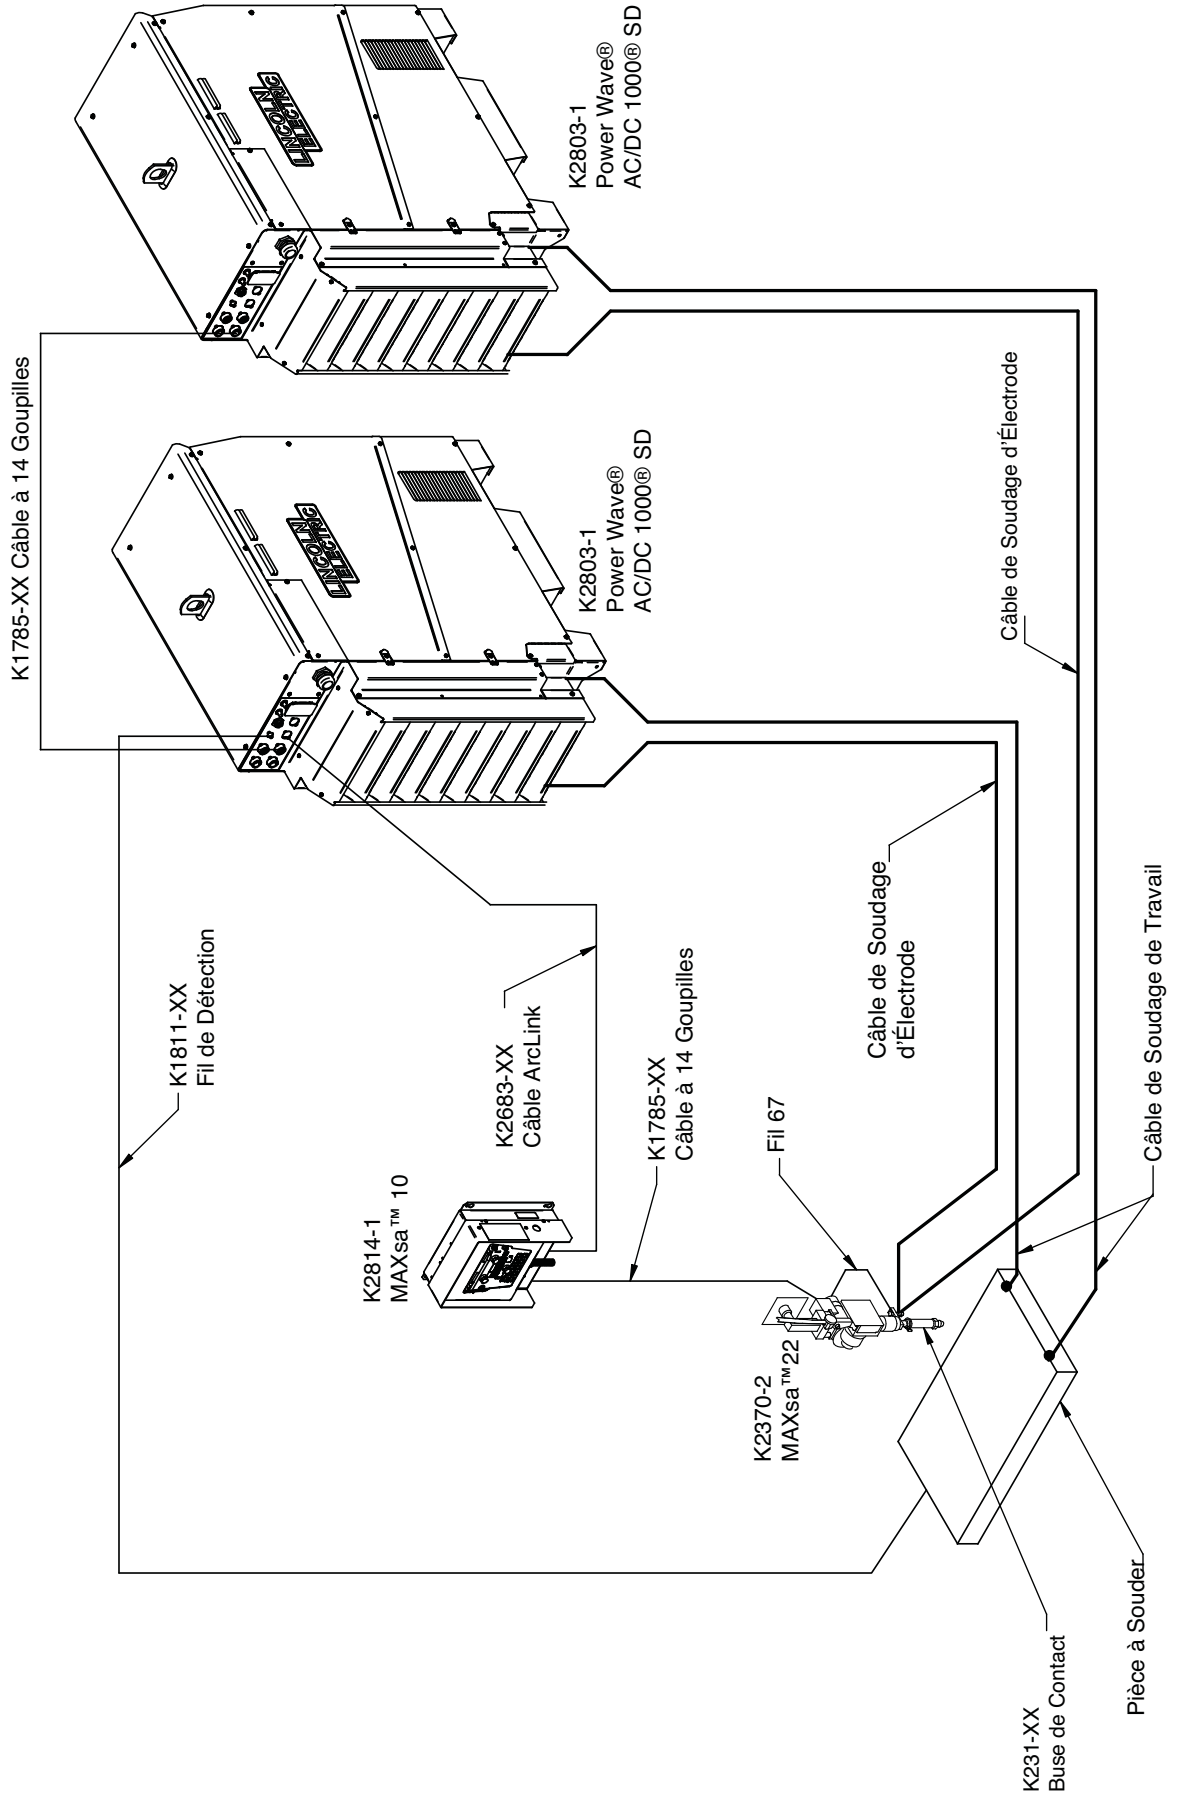 K1785-XX Câble à 14 Goupilles
LINCOLN
ELECTRIC
K2803-1
Power Wave®
AC/DC 1000® SD
LINCOLN
ELECTRIC
K2803-1
Power Wave®
AC/DC 1000® SD
K1811-XX
Fil de Détection
K2683-XX
Câble ArcLink
K1785-XX
Câble à 14 Goupilles
K2814-1
MAXsa™ 10
Fil 67
K2370-2
MAXsa™22
Câble de Soudage
d'Électrode
Câble de Soudage d'Électrode
Câble de Soudage de Travail
K231-XX
Buse de Contact
Pièce à Souder